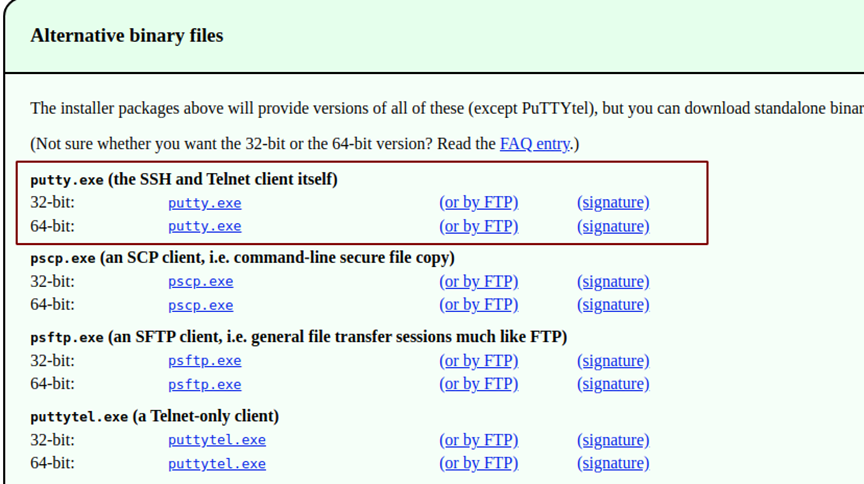 Alternative binary files
The installer packages above will provide versions of all of these (except PuTTYtel), but you can download standalone
(Not sure whether you want the 32-bit or the 64-bit version? Read the FAQ entry.)
putty.exe (the SSH and Telnet client itself)
32-bit: putty.exe (or by FTP) (signature)
64-bit: putty.exe (or by FTP) (signature)
pscp.exe (an SCP client, i.e. command-line secure file copy)
32-bit: pscp.exe (or by FTP) (signature)
64-bit: pscp.exe (or by FTP) (signature)
psftp.exe (an SFTP client, i.e. general file transfer sessions much like FTP)
32-bit: psftp.exe (or by FTP) (signature)
64-bit: psftp.exe (or by FTP) (signature)
puttytel.exe (a Telnet-only client)
32-bit: puttytel.exe (or by FTP) (signature)
64-bit: puttytel.exe (or by FTP) (signature)